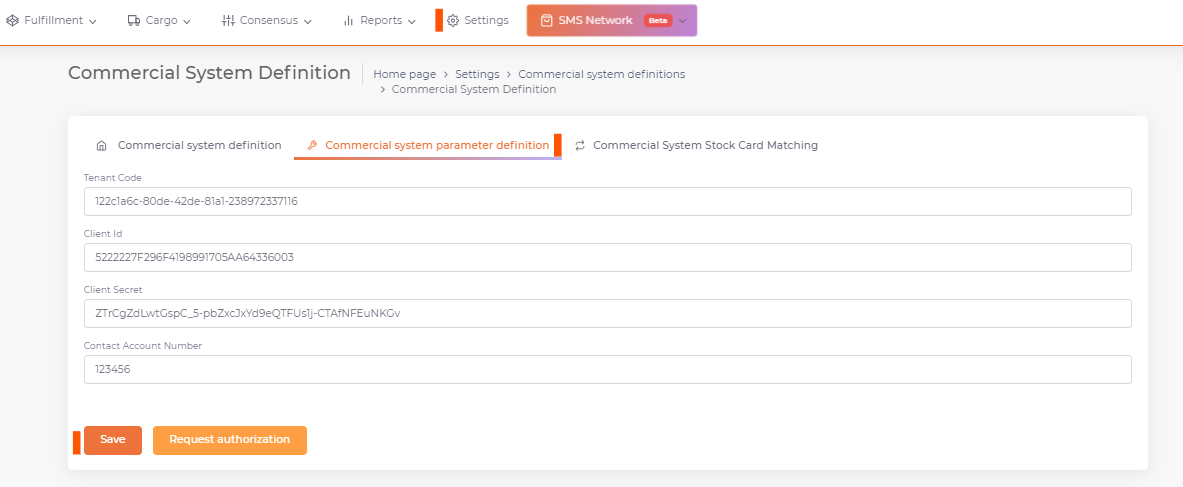 Fulfillment Cargo Consensus Reports Settings SMS Network Beta
Commercial System Definition
Home page > Settings > Commercial system definitions
> Commercial System Definition
Commercial system definition Commercial system parameter definition Commercial System Stock Card Matching
Tenant Code
122c1a6c-80de-42de-81a1-238972337116
Client Id
5222227F296F4198991705AA64336003
Client Secret
ZTrCgZdLwtGspC_5-pbZxcJxYd9eQTFUs1j-CTAfNFEuNKGv
Contact Account Number
123456
Save Request authorization